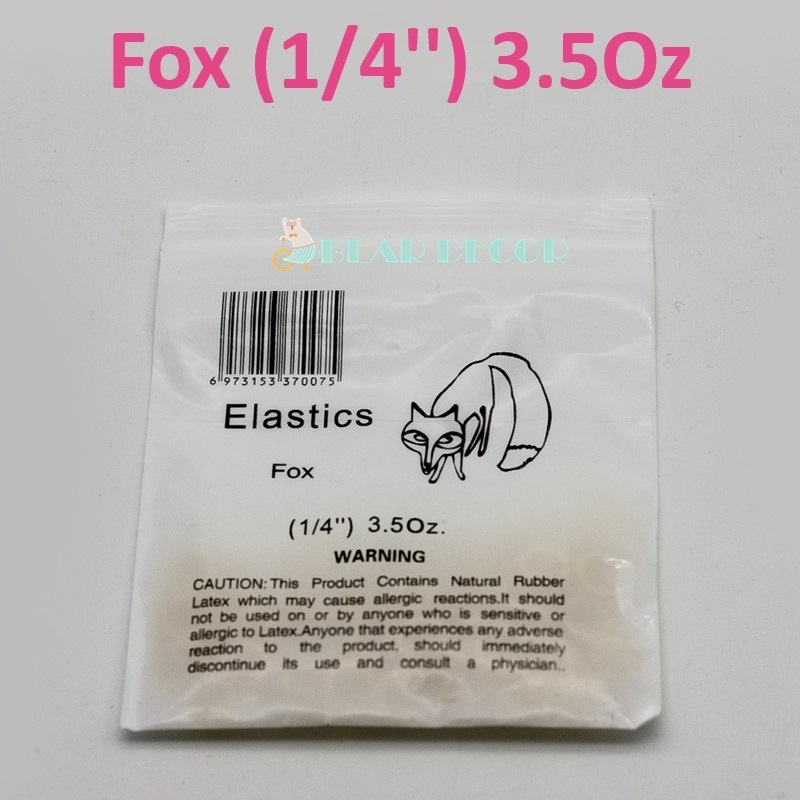 Fox (1/4'') 3.5Oz
BEAR DECOR
6 973153 370075
Elastics
Fox
(1/4") 3.5Oz.
WARNING
CAUTION: This Product Contains Natural Rubber
Latex which may cause allergic reactions.It should
not be used on or by anyone who is sensitive or
allergic to Latex.Anyone that experiences any adverse
reaction to the product, should immediately
discontinue its use and consult a physician..